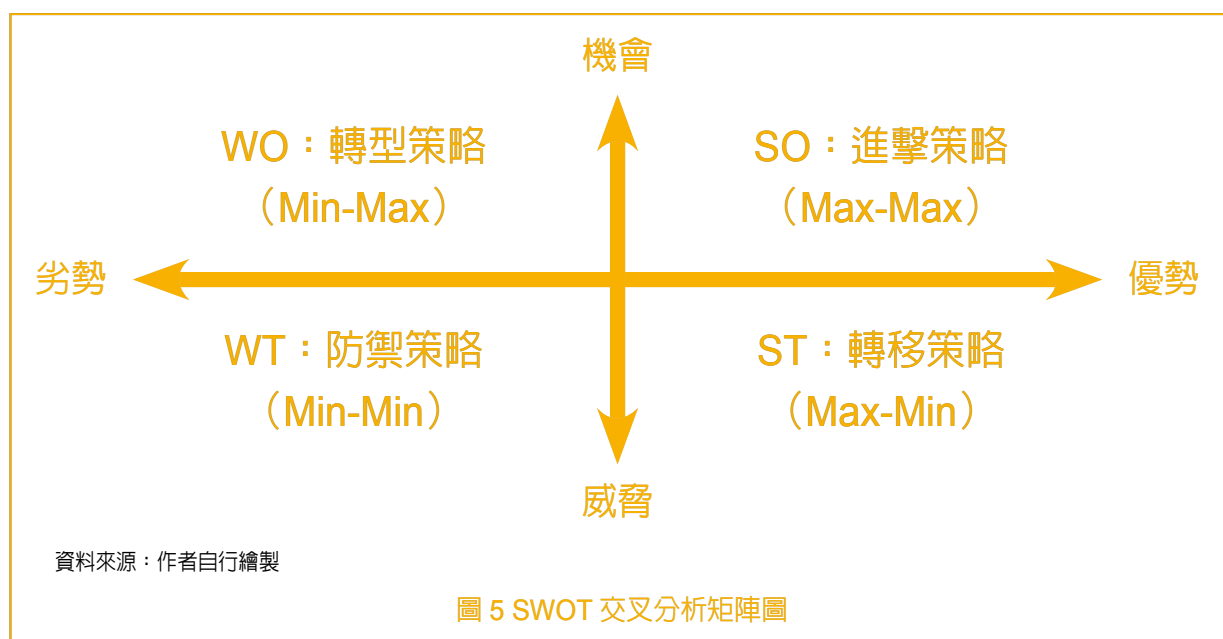 機會
WO：轉型策略
（Min-Max）
SO：進擊策略
（Max-Max）
劣勢
優勢
WT：防禦策略
（Min-Min）
ST：轉移策略
（Max-Min）
威脅
資料來源：作者自行繪製
圖 5 SWOT 交叉分析矩陣圖